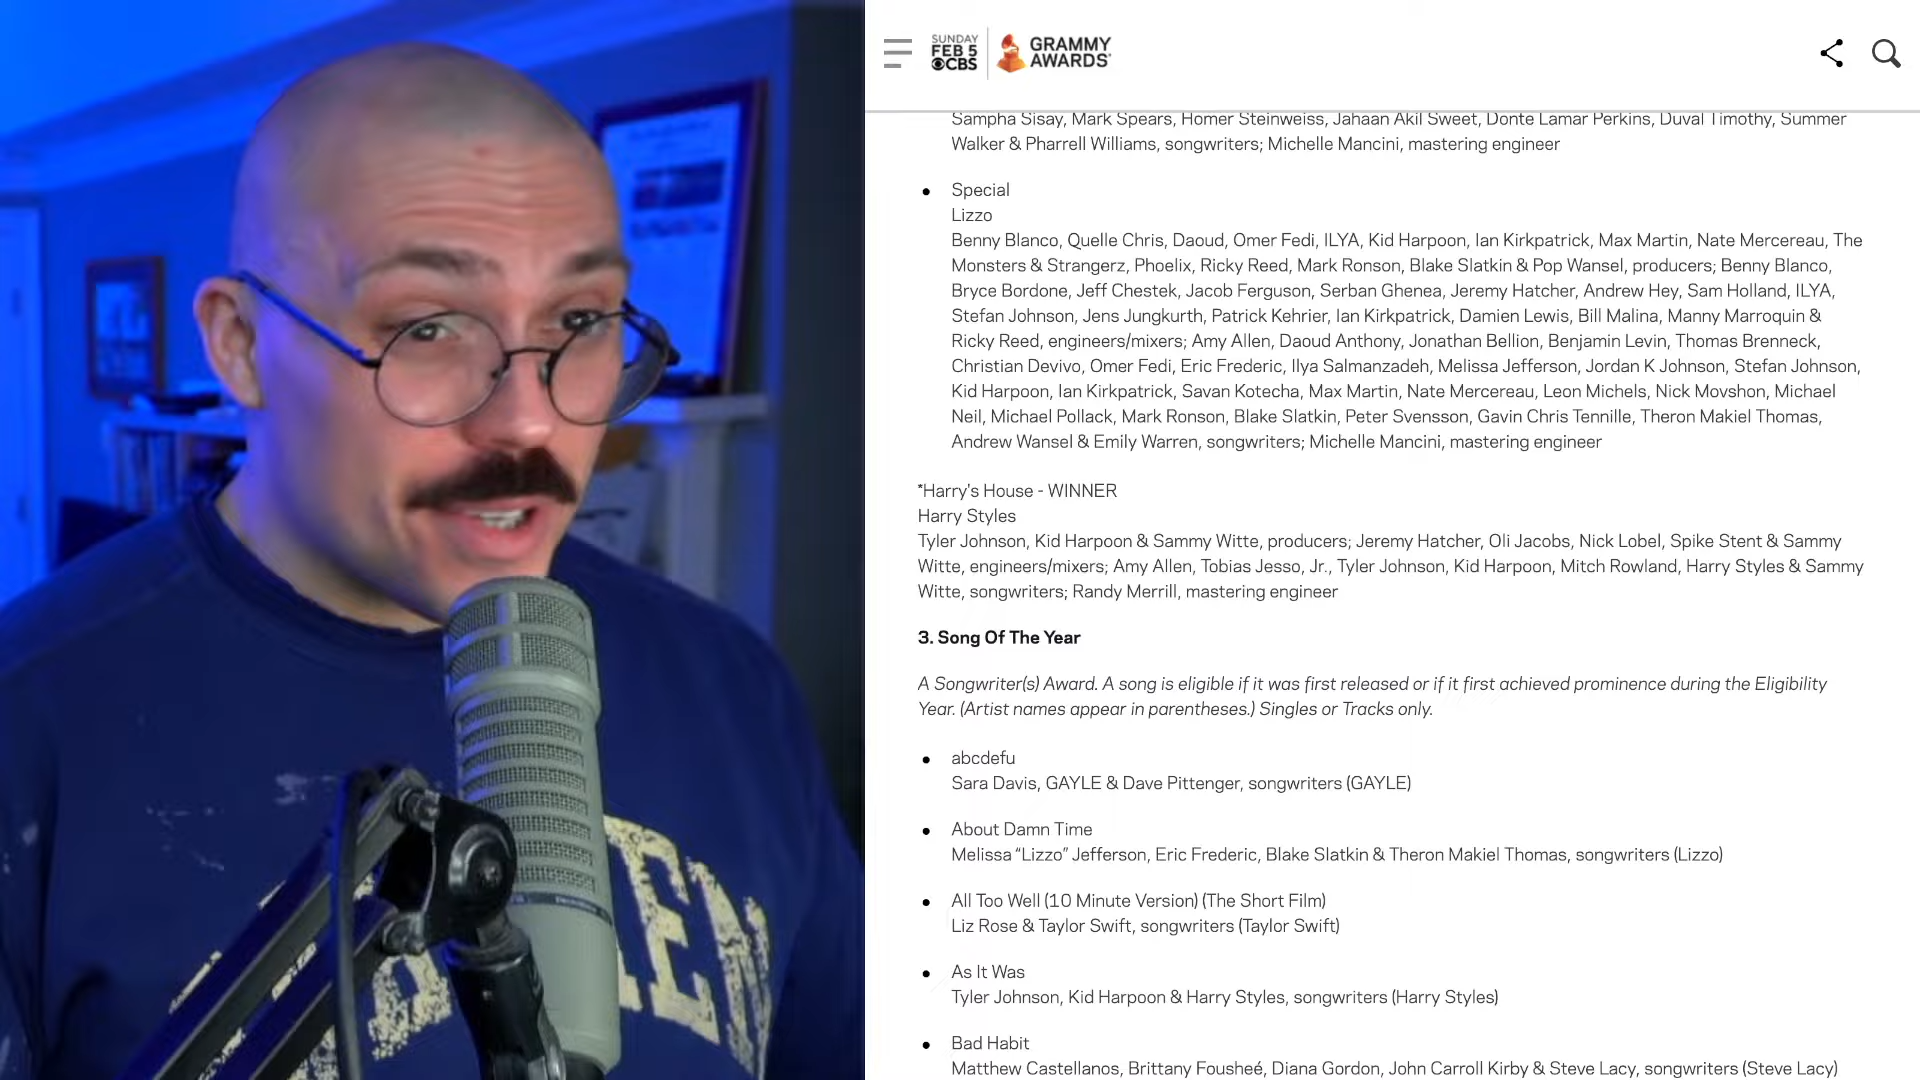 SUNDAY
FEB 5
CBS
GRAMMY
AWARDS
Sampha Sisay, Mark Spears, Homer Steinweiss, Jahaan Akil Sweet, Donte Lamar Perkins, Duval Timothy, Summer
Walker & Pharrell Williams, songwriters; Michelle Mancini, mastering engineer
• Special
Lizzo
Benny Blanco, Quelle Chris, Daoud, Omer Fedi, ILYA, Kid Harpoon, Ian Kirkpatrick, Max Martin, Nate Mercereau, The
Monsters & Strangerz, Phoelix, Ricky Reed, Mark Ronson, Blake Slatkin & Pop Wansel, producers; Benny Blanco,
Bryce Bordone, Jeff Chestek, Jacob Ferguson, Serban Ghenea, Jeremy Hatcher, Andrew Hey, Sam Holland, ILYA,
Stefan Johnson, Jens Jungkurth, Patrick Kehrier, Ian Kirkpatrick, Damien Lewis, Bill Malina, Manny Marroquin &
Ricky Reed, engineers/mixers; Amy Allen, Daoud Anthony, Jonathan Bellion, Benjamin Levin, Thomas Brenneck,
Christian Devivo, Omer Fedi, Eric Frederic, Ilya Salmanzadeh, Melissa Jefferson, Jordan K Johnson, Stefan Johnson,
Kid Harpoon, Ian Kirkpatrick, Savan Kotecha, Max Martin, Nate Mercereau, Leon Michels, Nick Movshon, Michael
Neil, Michael Pollack, Mark Ronson, Blake Slatkin, Peter Svensson, Gavin Chris Tennille, Theron Makiel Thomas,
Andrew Wansel & Emily Warren, songwriters; Michelle Mancini, mastering engineer
*Harry's House - WINNER
Harry Styles
Tyler Johnson, Kid Harpoon & Sammy Witte, producers; Jeremy Hatcher, Oli Jacobs, Nick Lobel, Spike Stent & Sammy
Witte, engineers/mixers; Amy Allen, Tobias Jesso, Jr., Tyler Johnson, Kid Harpoon, Mitch Rowland, Harry Styles & Sammy
Witte, songwriters; Randy Merrill, mastering engineer
3. Song Of The Year
A Songwriter(s) Award. A song is eligible if it was first released or if it first achieved prominence during the Eligibility
Year. (Artist names appear in parentheses.) Singles or Tracks only.
• abcdefu
Sara Davis, GAYLE & Dave Pittenger, songwriters (GAYLE)
• About Damn Time
Melissa “Lizzo” Jefferson, Eric Frederic, Blake Slatkin & Theron Makiel Thomas, songwriters (Lizzo)
• All Too Well (10 Minute Version) (The Short Film)
Liz Rose & Taylor Swift, songwriters (Taylor Swift)
• As It Was
Tyler Johnson, Kid Harpoon & Harry Styles, songwriters (Harry Styles)
• Bad Habit
Matthew Castellanos, Brittany Fousheé, Diana Gordon, John Carroll Kirby & Steve Lacy, songwriters (Steve Lacy)